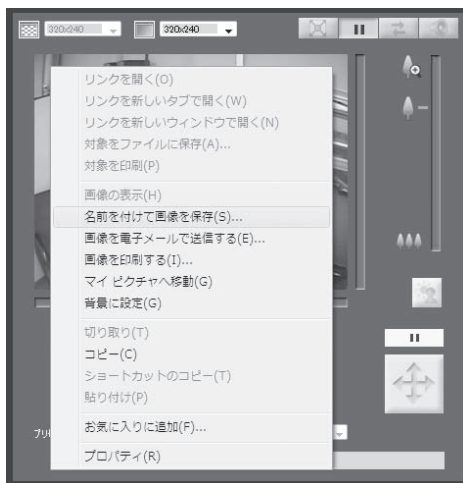 320x240 320x240
リンクを開く(O)
リンクを新しいタブで開く(W)
リンクを新しいウィンドウで開く(N)
対象をファイルに保存(A)...
対象を印刷(P)
画像の表示(H)
名前を付けて画像を保存(S)...
画像を電子メールで送信する(E)...
画像を印刷する(I)...
マイ ピクチャへ移動(G)
背景に設定(G)
切り取り(T)
コピー(C)
ショートカットのコピー(T)
貼り付け(P)
お気に入りに追加(F)...
プロパティ(R)